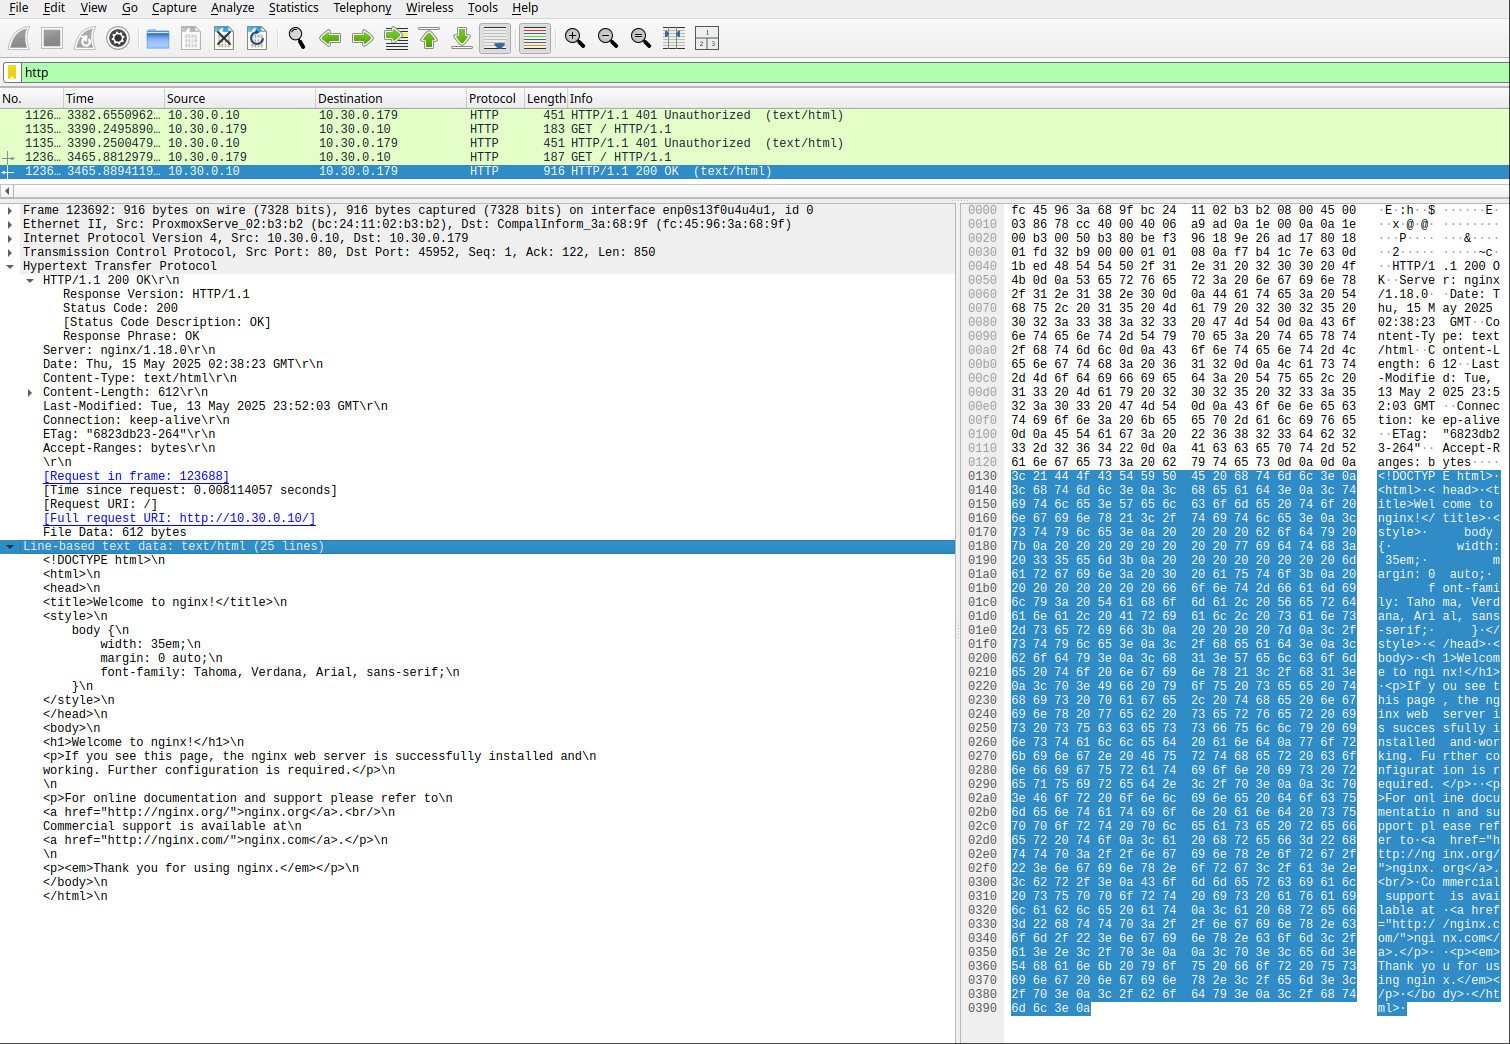 File Edit View Go Capture Analyze Statistics Telephony Wireless Tools Help
http
No. Time Source Destination Protocol Length Info
1126… 3382.6550962… 10.30.0.10 10.30.0.179 HTTP 451 HTTP/1.1 401 Unauthorized (text/html)
1135… 3390.2495890… 10.30.0.179 10.30.0.10 HTTP 183 GET / HTTP/1.1
1135… 3390.2500479… 10.30.0.10 10.30.0.179 HTTP 451 HTTP/1.1 401 Unauthorized (text/html)
1236… 3465.8812979… 10.30.0.179 10.30.0.10 HTTP 187 GET / HTTP/1.1
1236… 3465.8894119… 10.30.0.10 10.30.0.179 HTTP 916 HTTP/1.1 200 OK (text/html)
Frame 123692: 916 bytes on wire (7328 bits), 916 bytes captured (7328 bits) on interface enp0s13f0u4u4u1, id 0
Ethernet II, Src: ProxmoxServe_02:b3:b2 (bc:24:11:02:b3:b2), Dst: CompalInform_3a:68:9f (fc:45:96:3a:68:9f)
Internet Protocol Version 4, Src: 10.30.0.10, Dst: 10.30.0.179
Transmission Control Protocol, Src Port: 80, Dst Port: 45952, Seq: 1, Ack: 122, Len: 850
Hypertext Transfer Protocol
HTTP/1.1 200 OK\r\n
Response Version: HTTP/1.1
Status Code: 200
[Status Code Description: OK]
Response Phrase: OK
Server: nginx/1.18.0\r\n
Date: Thu, 15 May 2025 02:38:23 GMT\r\n
Content-Type: text/html\r\n
Content-Length: 612\r\n
Last-Modified: Tue, 13 May 2025 23:52:03 GMT\r\n
Connection: keep-alive\r\n
ETag: "6823db23-264"\r\n
Accept-Ranges: bytes\r\n
\r\n
[Request in frame: 123688]
[Time since request: 0.008114057 seconds]
[Request URI: /]
[Full request URI: http://10.30.0.10/]
File Data: 612 bytes
Line-based text data: text/html (25 lines)
<!DOCTYPE html>\n
<html>\n
<head>\n
<title>Welcome to nginx!</title>\n
<style>\n
body {\n
width: 35em;\n
margin: 0 auto;\n
font-family: Tahoma, Verdana, Arial, sans-serif;\n
}\n
</style>\n
</head>\n
<body>\n
<h1>Welcome to nginx!</h1>\n
<p>If you see this page, the nginx web server is successfully installed and\n
working. Further configuration is required.</p>\n
\n
<p>For online documentation and support please refer to\n
<a href="http://nginx.org/">nginx.org</a>.<br/>\n
Commercial support is available at\n
<a href="http://nginx.com/">nginx.com</a>.</p>\n
\n
<p><em>Thank you for using nginx.</em></p>\n
</body>\n
</html>\n
0000 fc 45 96 3a 68 9f bc 24 11 02 b3 b2 08 00 45 00 ·E·:h··$ ······E·
0010 03 86 78 cc 40 00 40 06 a9 ad 0a 1e 00 0a 0a 1e ··x·@·@· ········
0020 00 b3 00 50 b3 80 be f3 96 18 9e 26 ad 17 80 18 ···P···· ···&····
0030 01 fd 32 b9 00 00 01 01 08 0a f7 b4 1c 7e 63 0d ··2····· ·····~c·
0040 1b ed 48 54 54 50 2f 31 2e 31 20 32 30 30 20 4f ··HTTP/1 .1 200 O
0050 4b 0d 0a 53 65 72 76 65 72 3a 20 6e 67 69 6e 78 K··Serve r: nginx
0060 2f 31 2e 31 38 2e 30 0d 0a 44 61 74 65 3a 20 54 /1.18.0· ·Date: T
0070 68 75 2c 20 31 35 20 4d 61 79 20 32 30 32 35 20 hu, 15 M ay 2025
0080 30 32 3a 33 38 3a 32 33 20 47 4d 54 0d 0a 43 6f 02:38:23 GMT··Co
0090 6e 74 65 6e 74 2d 54 79 70 65 3a 20 74 65 78 74 ntent-Ty pe: text
00a0 2f 68 74 6d 6c 0d 0a 43 6f 6e 74 65 6e 74 2d 4c /html··C ontent-L
00b0 65 6e 67 74 68 3a 20 36 31 32 0d 0a 4c 61 73 74 ength: 6 12··Last
00c0 2d 4d 6f 64 69 66 69 65 64 3a 20 54 75 65 2c 20 -Modifie d: Tue,
00d0 31 33 20 4d 61 79 20 32 30 32 35 20 32 33 3a 35 13 May 2 025 23:5
00e0 32 3a 30 33 20 47 4d 54 0d 0a 43 6f 6e 6e 65 63 2:03 GMT ··Connec
00f0 74 69 6f 6e 3a 20 6b 65 65 70 2d 61 6c 69 76 65 tion: ke ep-alive
0100 0d 0a 45 54 61 67 3a 20 22 36 38 32 33 64 62 32 ··ETag: "6823db2
0110 33 2d 32 36 34 22 0d 0a 41 63 63 65 70 74 2d 52 3-264"·· Accept-R
0120 61 6e 67 65 73 3a 20 62 79 74 65 73 0d 0a 0d 0a anges: b ytes····
0130 3c 21 44 4f 43 54 59 50 45 20 68 74 6d 6c 3e 0a <!DOCTYP E html>·
0140 3c 68 74 6d 6c 3e 0a 3c 68 65 61 64 3e 0a 3c 74 <html>·< head>·<t
0150 69 74 6c 65 3e 57 65 6c 63 6f 6d 65 20 74 6f 20 itle>Wel come to
0160 6e 67 69 6e 78 21 3c 2f 74 69 74 6c 65 3e 0a 3c nginx!</ title>·<
0170 73 74 79 6c 65 3e 0a 20 20 20 20 62 6f 64 79 20 style>· body
0180 7b 0a 20 20 20 20 20 20 20 20 77 69 64 74 68 3a {· width:
0190 20 33 35 65 6d 3b 0a 20 20 20 20 20 20 20 20 6d 35em;· m
01a0 61 72 67 69 6e 3a 20 30 20 61 75 74 6f 3b 0a 20 argin: 0 auto;·
01b0 20 20 20 20 20 20 20 66 6f 6e 74 2d 66 61 6d 69 f ont-fami
01c0 6c 79 3a 20 54 61 68 6f 6d 61 2c 20 56 65 72 64 ly: Taho ma, Verd
01d0 61 6e 61 2c 20 41 72 69 61 6c 2c 20 73 61 6e 73 ana, Ari al, sans
01e0 2d 73 65 72 69 66 3b 0a 20 20 20 20 7d 0a 3c 2f -serif;· }·</
01f0 73 74 79 6c 65 3e 0a 3c 2f 68 65 61 64 3e 0a 3c style>·< /head>·<
0200 62 6f 64 79 3e 0a 3c 68 31 3e 57 65 6c 63 6f 6d body>·<h 1>Welcom
0210 65 20 74 6f 20 6e 67 69 6e 78 21 3c 2f 68 31 3e e to ngi nx!</h1>
0220 0a 3c 70 3e 49 66 20 79 6f 75 20 73 65 65 20 74 ·<p>If y ou see t
0230 68 69 73 20 70 61 67 65 2c 20 74 68 65 20 6e 67 his page , the ng
0240 69 6e 78 20 77 65 62 20 73 65 72 76 65 72 20 69 inx web server i
0250 73 20 73 75 63 63 65 73 73 66 75 6c 6c 79 20 69 s succes sfully i
0260 6e 73 74 61 6c 6c 65 64 20 61 6e 64 0a 77 6f 72 nstalled and·wor
0270 6b 69 6e 67 2e 20 46 75 72 74 68 65 72 20 63 6f king. Fu rther co
0280 6e 66 69 67 75 72 61 74 69 6f 6e 20 69 73 20 72 nfigurat ion is r
0290 65 71 75 69 72 65 64 2e 3c 2f 70 3e 0a 0a 3c 70 equired. </p>··<p
02a0 3e 46 6f 72 20 6f 6e 6c 69 6e 65 20 64 6f 63 75 >For onl ine docu
02b0 6d 65 6e 74 61 74 69 6f 6e 20 61 6e 64 20 73 75 mentatio n and su
02c0 70 70 6f 72 74 20 70 6c 65 61 73 65 20 72 65 66 pport pl ease ref
02d0 65 72 20 74 6f 0a 3c 61 20 68 72 65 66 3d 22 68 er to·<a href="h
02e0 74 74 70 3a 2f 2f 6e 67 69 6e 78 2e 6f 72 67 2f ttp://ng inx.org/
02f0 22 3e 6e 67 69 6e 78 2e 6f 72 67 3c 2f 61 3e 2e ">nginx. org</a>.
0300 3c 62 72 2f 3e 0a 43 6f 6d 6d 65 72 63 69 61 6c <br/>·Co mmercial
0310 20 73 75 70 70 6f 72 74 20 69 73 20 61 76 61 69 support is avai
0320 6c 61 62 6c 65 20 61 74 0a 3c 61 20 68 72 65 66 lable at ·<a href
0330 3d 22 68 74 74 70 3a 2f 2f 6e 67 69 6e 78 2e 63 ="http:/ /nginx.c
0340 6f 6d 2f 22 3e 6e 67 69 6e 78 2e 63 6f 6d 3c 2f om/">ngi nx.com</
0350 61 3e 2e 3c 2f 70 3e 0a 0a 3c 70 3e 3c 65 6d 3e a>.</p>· ·<p><em>
0360 54 68 61 6e 6b 20 79 6f 75 20 66 6f 72 20 75 73 Thank yo u for us
0370 69 6e 67 20 6e 67 69 6e 78 2e 3c 2f 65 6d 3e 3c ing ngin x.</em><
0380 2f 70 3e 0a 3c 2f 62 6f 64 79 3e 0a 3c 2f 68 74 /p>·</bo dy>·</ht
0390 6d 6c 3e 0a ml>·